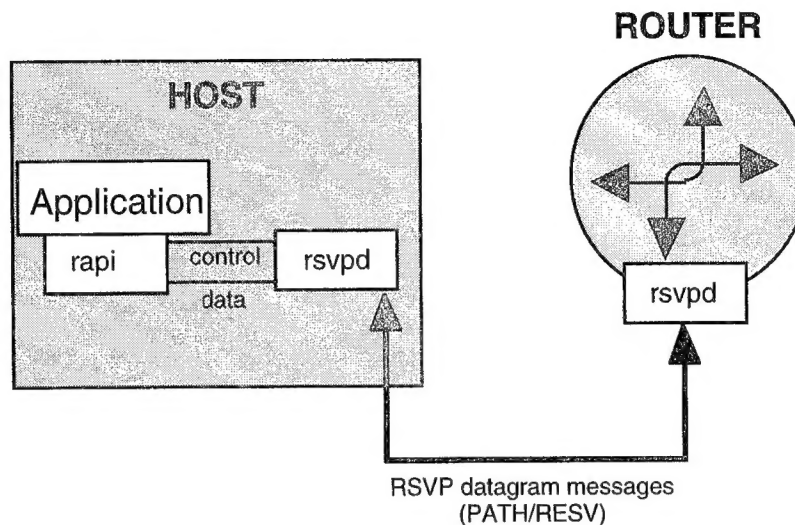 ROUTER
HOST
Application
rapi
control
data
rsvpd
rsvpd
RSVP datagram messages
(PATH/RESV)